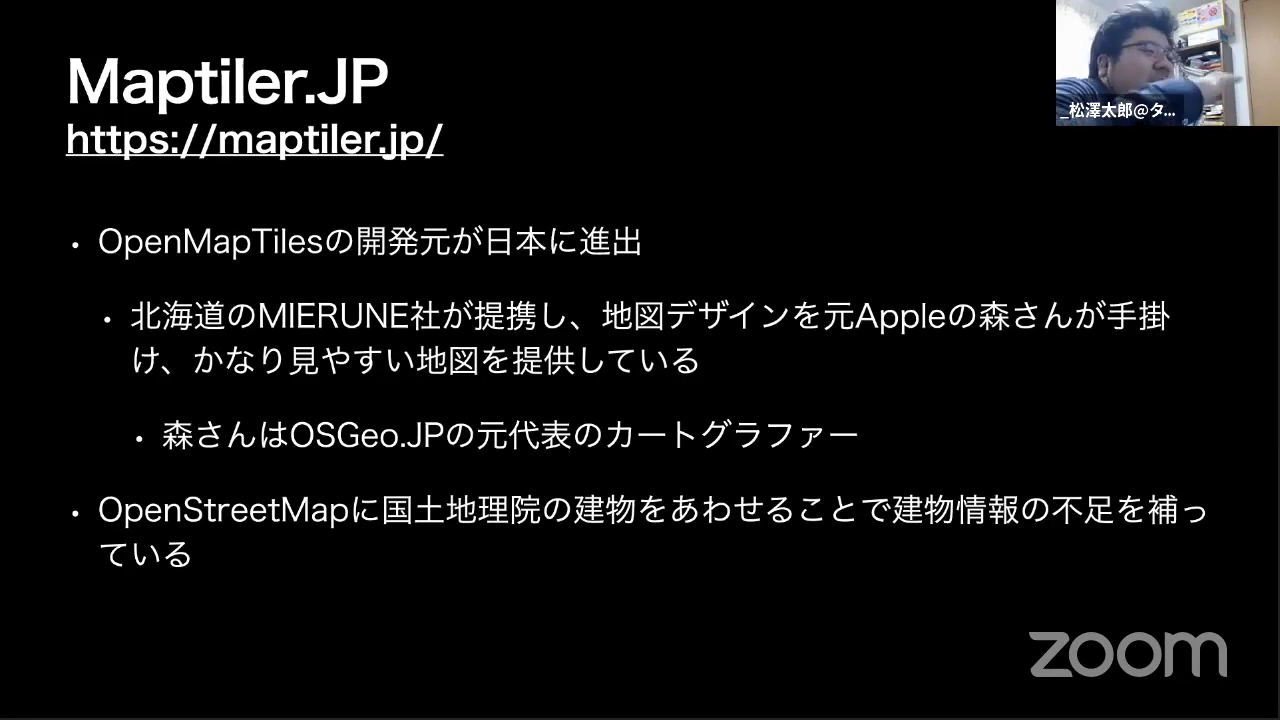 Maptiler.JP
https://maptiler.jp/
_松澤太郎@タ...
• OpenMapTilesの開発元が日本に進出
• 北海道のMIERUNE社が提携し、地図デザインを元Appleの森さんが手掛
け、かなり見やすい地図を提供している
• 森さんはOSGeo.JPの元代表のカートグラファー
• OpenStreetMapに国土地理院の建物をあわせることで建物情報の不足を補っ
ている
zoom